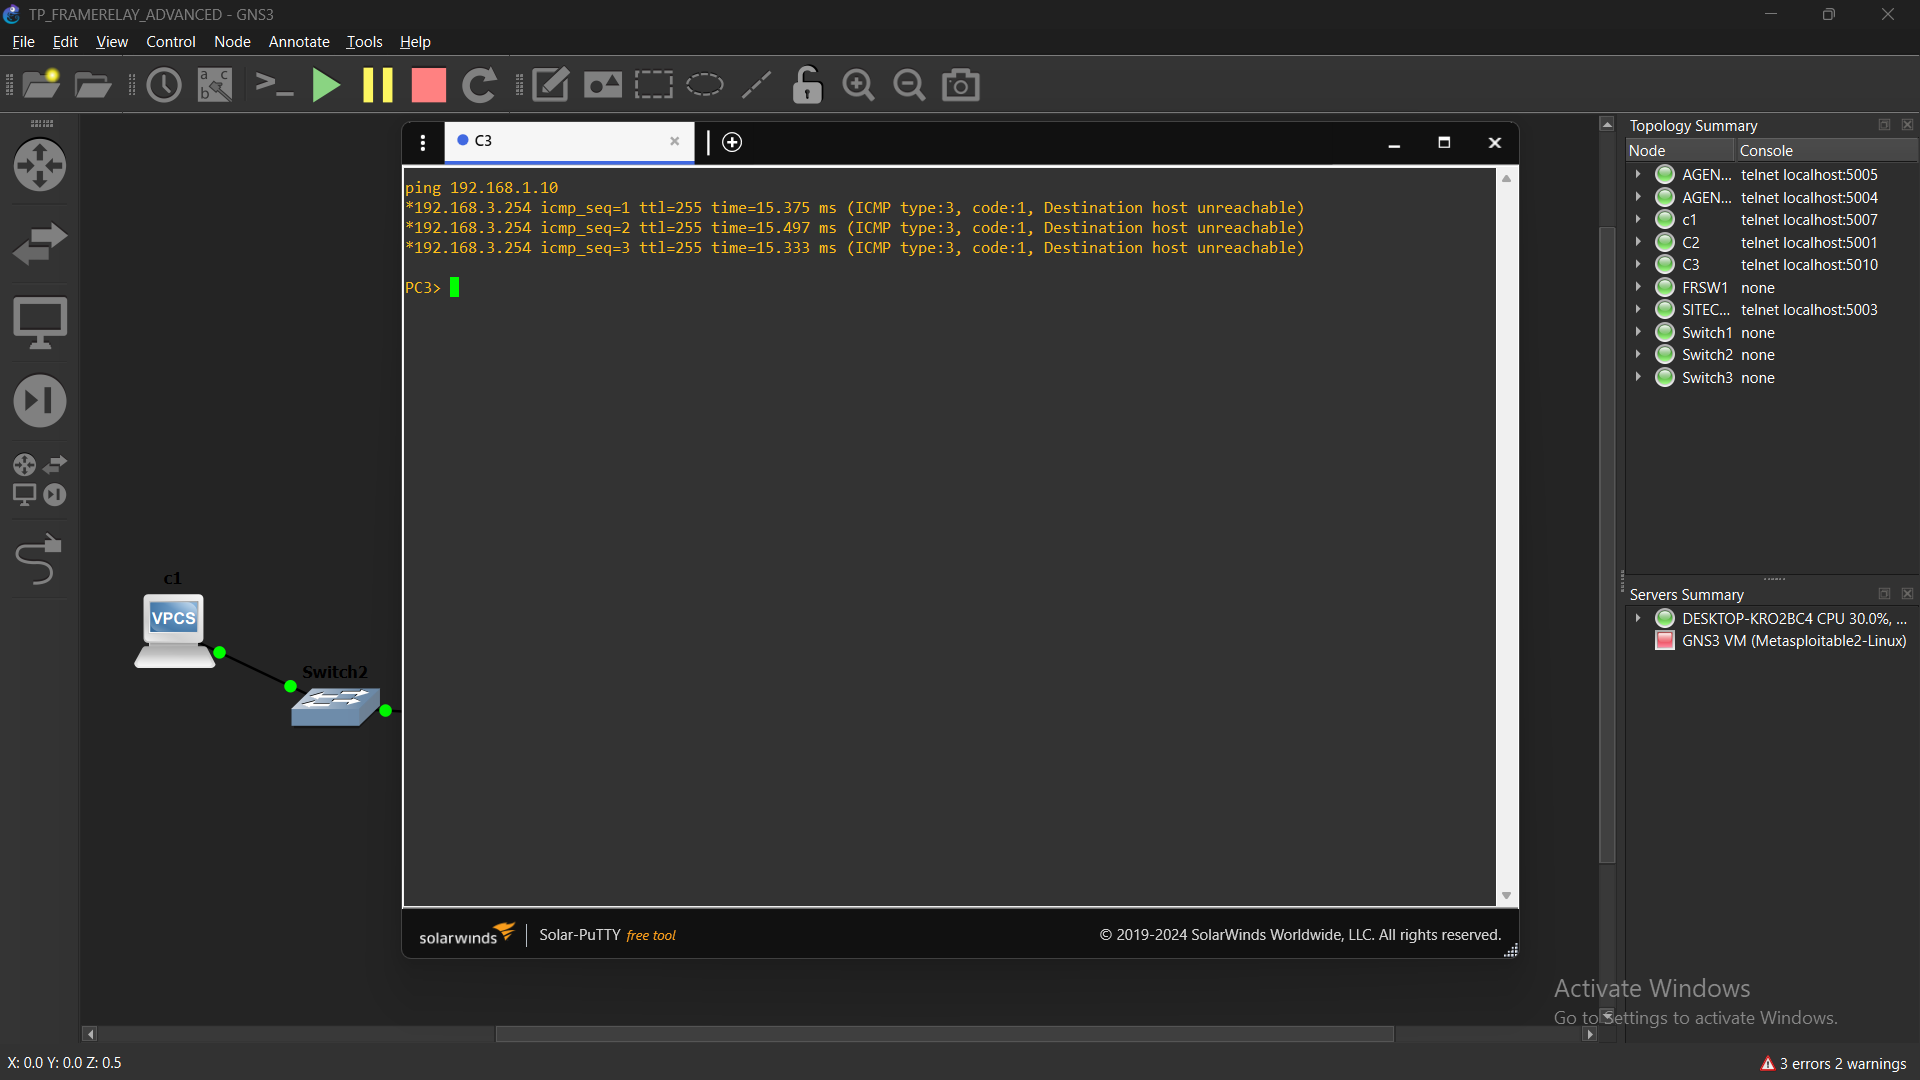 TP_FRAMERELAY_ADVANCED - GNS3
File Edit View Control Node Annotate Tools Help
C3
ping 192.168.1.10
*192.168.3.254 icmp_seq=1 ttl=255 time=15.375 ms (ICMP type:3, code:1, Destination host unreachable)
*192.168.3.254 icmp_seq=2 ttl=255 time=15.497 ms (ICMP type:3, code:1, Destination host unreachable)
*192.168.3.254 icmp_seq=3 ttl=255 time=15.333 ms (ICMP type:3, code:1, Destination host unreachable)
PC3>
solarwinds Solar-PuTTY free tool © 2019-2024 SolarWinds Worldwide, LLC. All rights reserved.
c1
VPCS
Switch2
Topology Summary
Node Console
AGEN... telnet localhost:5005
AGEN... telnet localhost:5004
c1 telnet localhost:5007
C2 telnet localhost:5001
C3 telnet localhost:5010
FRSW1 none
SITEC... telnet localhost:5003
Switch1 none
Switch2 none
Switch3 none
Servers Summary
DESKTOP-KRO2BC4 CPU 30.0%, ...
GNS3 VM (Metasploitable2-Linux)
Activate Windows
Go to Settings to activate Windows.
X: 0.0 Y: 0.0 Z: 0.5
3 errors 2 warnings